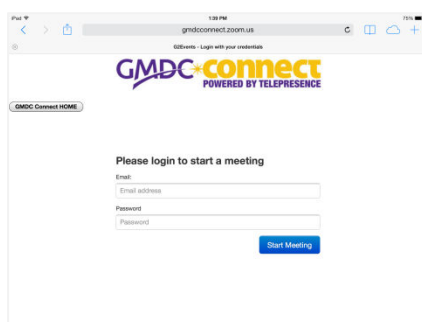 iPad
1:39 PM
75%
gmdcconnect.zoom.us
G2Events - Login with your credentials
GMDC connect
POWERED BY TELEPRESENCE
GMDC Connect HOME
Please login to start a meeting
Email:
Email address
Password
Password
Start Meeting